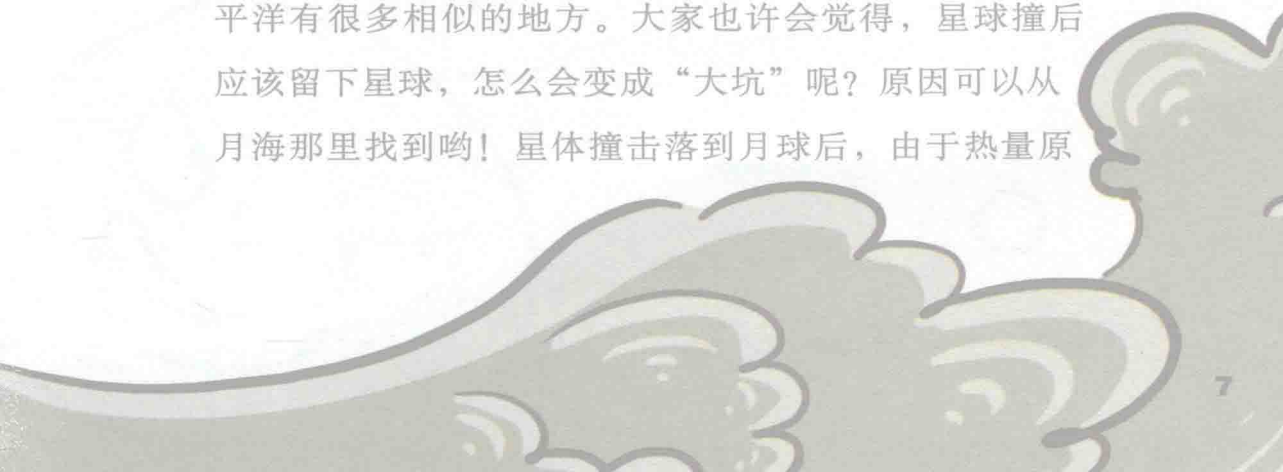 平洋有很多相似的地方。大家也许会觉得，星球撞后
应该留下星球，怎么会变成“大坑”呢？原因可以从
月海那里找到哟！星体撞击落到月球后，由于热量原
7